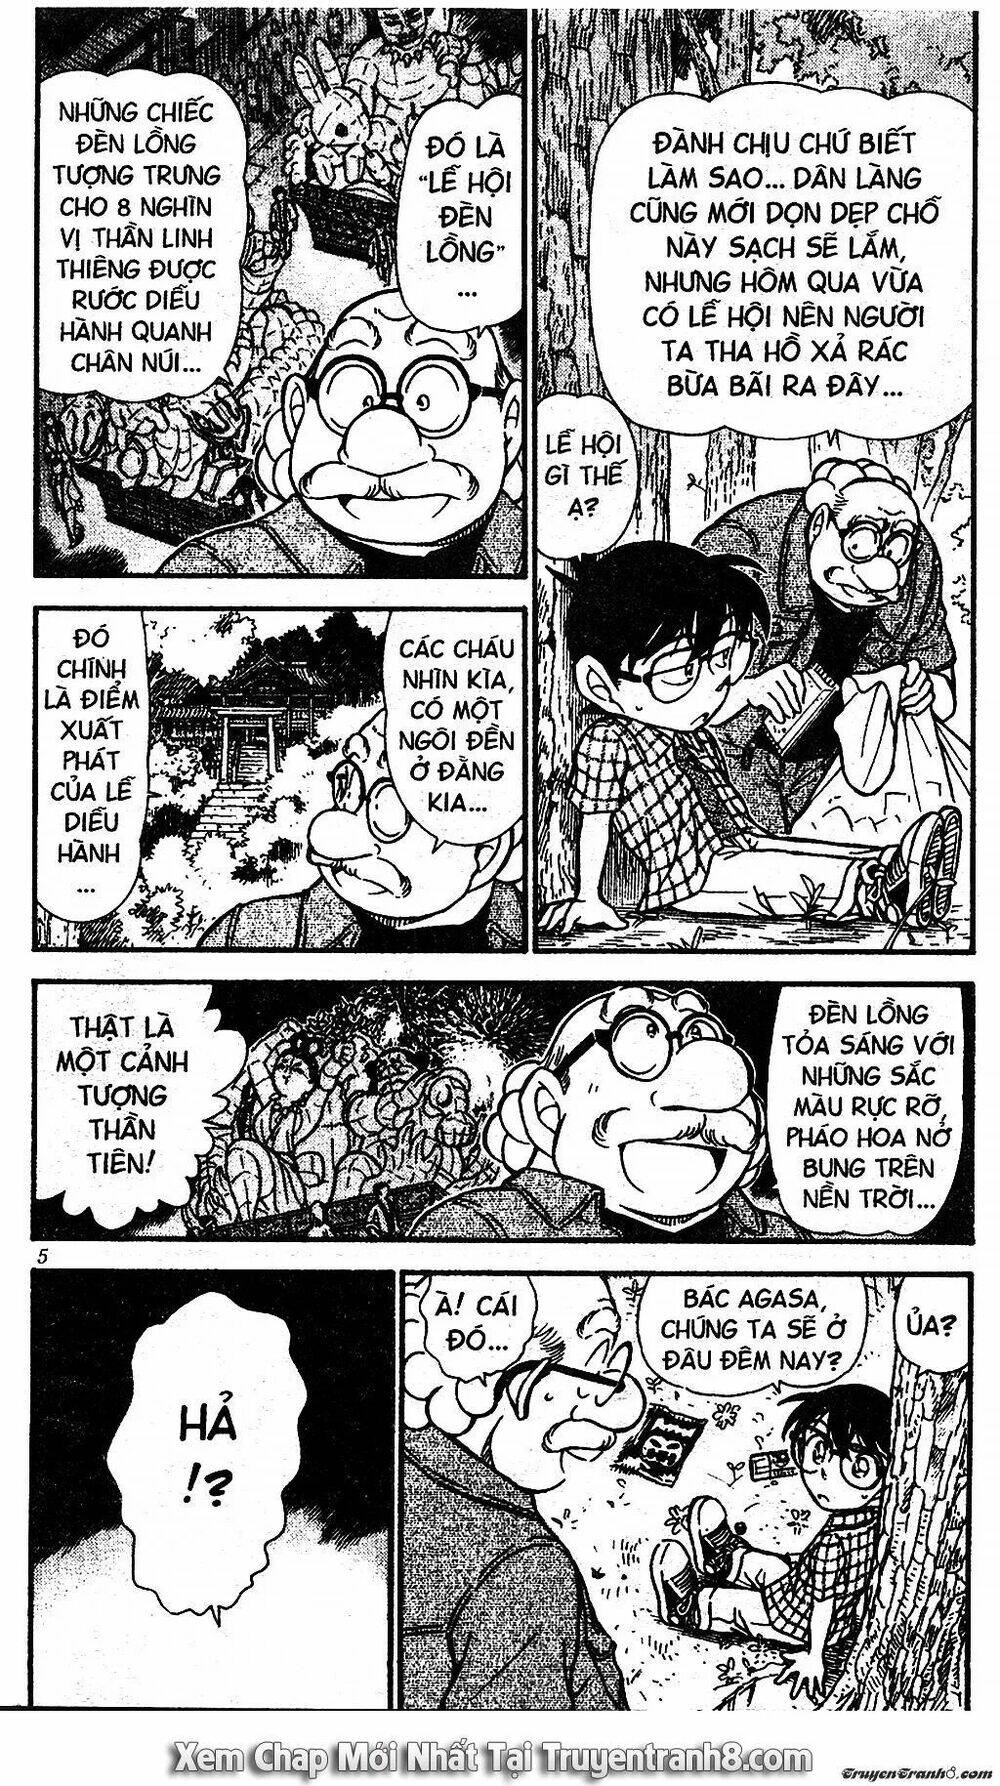 ĐÀNH CHỊU CHỨ BIẾT
LÀM SAO... DÂN LÀNG
CŨNG MỚI DỌN DẸP CHỖ
NÀY SẠCH SẼ LẮM,
NHƯNG HÔM QUA VỪA
CÓ LỄ HỘI NÊN NGƯỜI
TA THA HỒ XẢ RÁC
BỪA BÃI RA ĐÂY...
LỄ HỘI
GÌ THẾ
Ạ?
ĐÓ LÀ
"LỄ HỘI
ĐÈN
LỒNG"
...
NHỮNG CHIẾC
ĐÈN LỒNG
TƯỢNG TRƯNG
CHO 8 NGHÌN
VỊ THẦN LINH
THIÊNG ĐƯỢC
RƯỚC DIỄU
HÀNH QUANH
CHÂN NÚI...
CÁC CHÁU
NHÌN KÌA,
CÓ MỘT
NGÔI ĐỀN
Ở ĐẰNG
KIA...
ĐÓ
CHÍNH
LÀ ĐIỂM
XUẤT
PHÁT
CỦA LỄ
DIỄU
HÀNH
...
ĐÈN LỒNG
TỎA SÁNG VỚI
NHỮNG SẮC
MÀU RỰC RỠ,
PHÁO HOA NỞ
BUNG TRÊN
NỀN TRỜI...
THẬT LÀ
MỘT CẢNH
TƯỢNG
THẦN
TIÊN!
5
ỦA?
BÁC AGASA,
CHÚNG TA SẼ Ở
ĐÂU ĐÊM NAY?
À! CÁI
ĐÓ...
HẢ
!?
Xem Chap Mới Nhất Tại Truyentranh8.com
TruyenTranh8.com